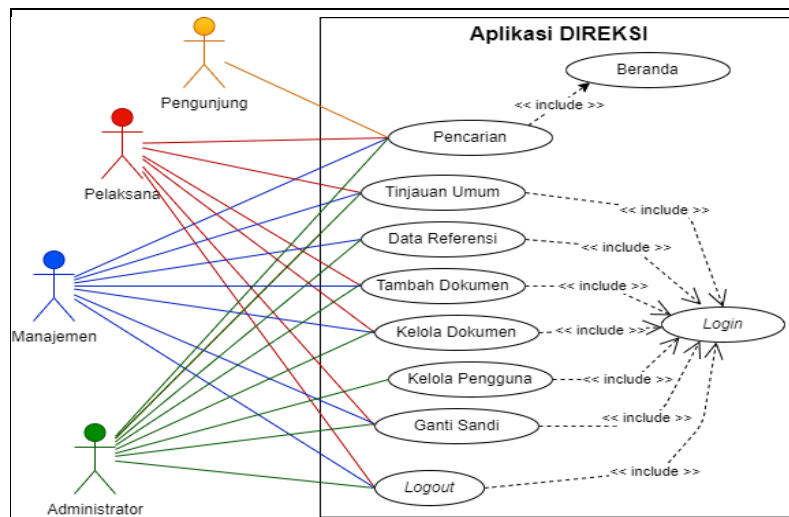 Aplikasi DIREKSI
Pengunjung
Beranda
<< include >>
Pencarian
Pelaksana
Tinjauan Umum
<< include >>
Data Referensi
<< include >>
Manajemen
Tambah Dokumen
<< include >>
Kelola Dokumen
<< include >>
Login
Kelola Pengguna
<< include >>
Ganti Sandi
<< include >>
Administrator
Logout
<< include >>